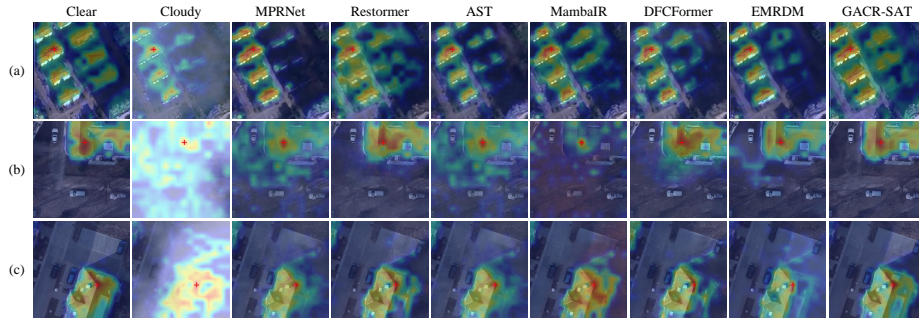 Clear Cloudy MPRNet Restormer AST MambaIR DFCFormer EMRDM GACR-SAT
(a)
(b)
(c)